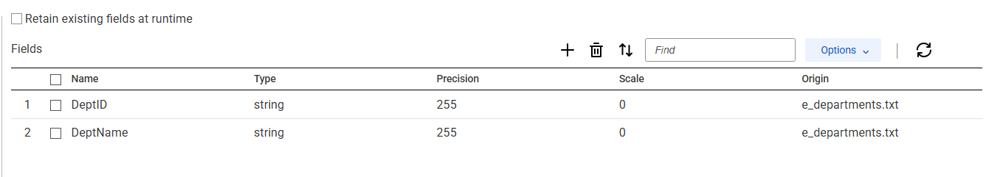 Retain existing fields at runtime
Fields Find Options
Name Type Precision Scale Origin
1 DeptID string 255 0 e_departments.txt
2 DeptName string 255 0 e_departments.txt